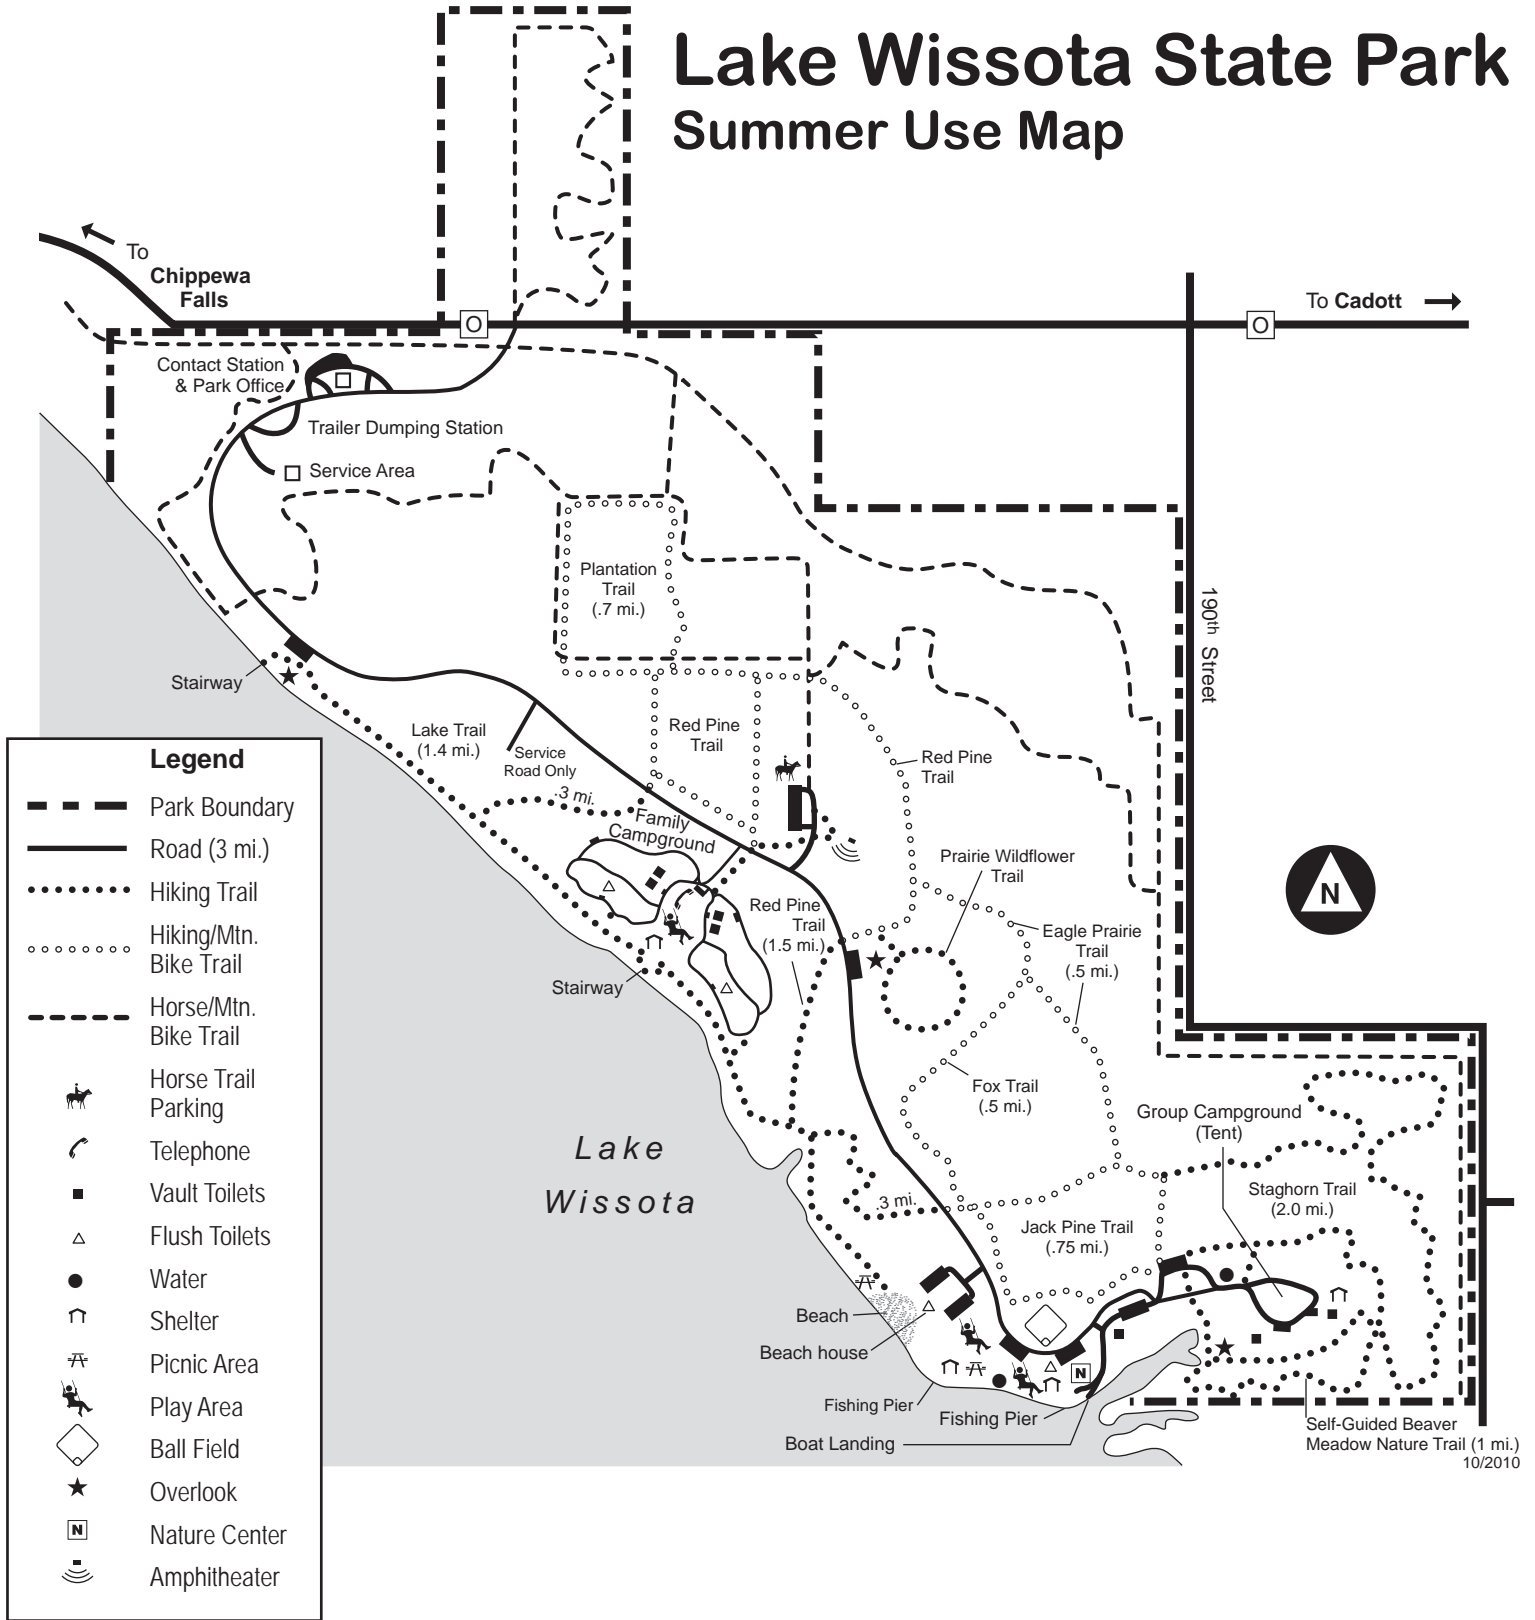 Lake Wissota State Park
Summer Use Map
To
Chippewa
Falls
O
To Cadott
O
Contact Station
& Park Office
Trailer Dumping Station
Service Area
Plantation
Trail
(.7 mi.)
190th Street
Stairway
Lake Trail
(1.4 mi.)
Service
Road Only
Red Pine
Trail
Red Pine
Trail
.3 mi.
Family
Campground
Prairie Wildflower
Trail
Red Pine
Trail
(1.5 mi.)
Eagle Prairie
Trail
(.5 mi.)
N
Stairway
Fox Trail
(.5 mi.)
Group Campground
(Tent)
Lake
Wissota
.3 mi.
Staghorn Trail
(2.0 mi.)
Jack Pine Trail
(.75 mi.)
Beach
Beach house
N
Fishing Pier
Fishing Pier
Boat Landing
Self-Guided Beaver
Meadow Nature Trail (1 mi.)
10/2010
Legend
Park Boundary
Road (3 mi.)
Hiking Trail
Hiking/Mtn.
Bike Trail
Horse/Mtn.
Bike Trail
Horse Trail
Parking
Telephone
Vault Toilets
Flush Toilets
Water
Shelter
Picnic Area
Play Area
Ball Field
Overlook
N
Nature Center
Amphitheater